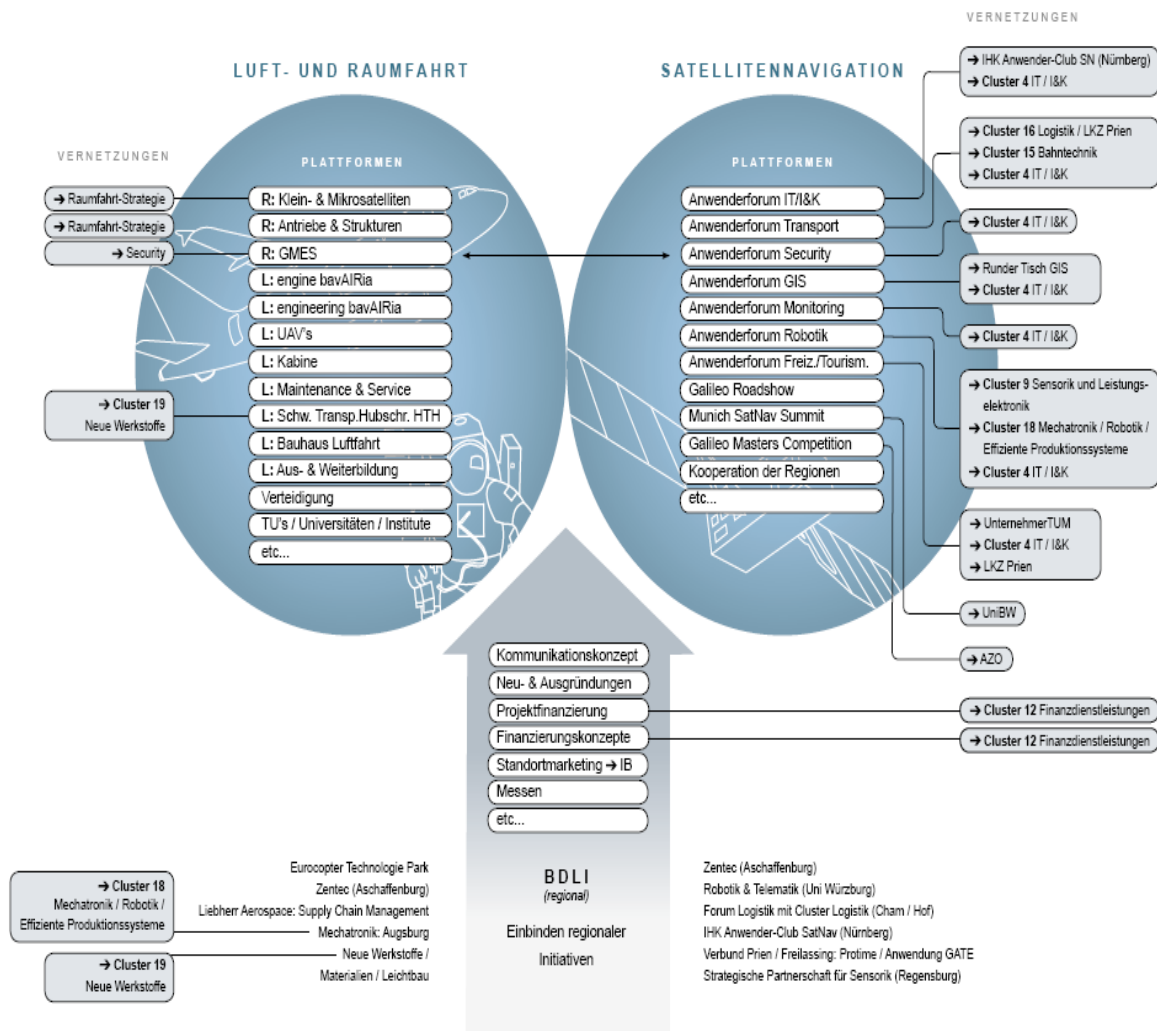 VERNETZUNGEN
LUFT- UND RAUMFAHRT
SATELLITENNAVIGATION
VERNETZUNGEN
PLATTFORMEN
PLATTFORMEN
→ Raumfahrt-Strategie
→ Raumfahrt-Strategie
→ Security
→ Cluster 19
Neue Werkstoffe
R: Klein- & Mikrosatelliten
R: Antriebe & Strukturen
R: GMES
L: engine bavAIRia
L: engineering bavAIRia
L: UAV's
L: Kabine
L: Maintenance & Service
L: Schw. Transp.Hubschr. HTH
L: Bauhaus Luftfahrt
L: Aus- & Weiterbildung
Verteidigung
TU's / Universitäten / Institute
etc...
Anwenderforum IT/I&K
Anwenderforum Transport
Anwenderforum Security
Anwenderforum GIS
Anwenderforum Monitoring
Anwenderforum Robotik
Anwenderforum Freiz./Tourism.
Galileo Roadshow
Munich SatNav Summit
Galileo Masters Competition
Kooperation der Regionen
etc...
→ IHK Anwender-Club SN (Nürnberg)
→ Cluster 4 IT / I&K
→ Cluster 16 Logistik / LKZ Prien
→ Cluster 15 Bahntechnik
→ Cluster 4 IT / I&K
→ Cluster 4 IT / I&K
→ Runder Tisch GIS
→ Cluster 4 IT / I&K
→ Cluster 4 IT / I&K
→ Cluster 9 Sensorik und Leistungs-
elektronik
→ Cluster 18 Mechatronik / Robotik /
Effiziente Produktionssysteme
→ Cluster 4 IT / I&K
→ UnternehmerTUM
→ Cluster 4 IT / I&K
→ LKZ Prien
→ UniBW
→ AZO
→ Cluster 12 Finanzdienstleistungen
→ Cluster 12 Finanzdienstleistungen
Kommunikationskonzept
Neu- & Ausgründungen
Projektfinanzierung
Finanzierungskonzepte
Standortmarketing → IB
Messen
etc...
→ Cluster 18
Mechatronik / Robotik /
Effiziente Produktionssysteme
→ Cluster 19
Neue Werkstoffe
Eurocopter Technologie Park
Zentec (Aschaffenburg)
Liebherr Aerospace: Supply Chain Management
Mechatronik: Augsburg
Neue Werkstoffe /
Materialien / Leichtbau
BDLI
(regional)
Einbinden regionaler
Initiativen
Zentec (Aschaffenburg)
Robotik & Telematik (Uni Würzburg)
Forum Logistik mit Cluster Logistik (Cham / Hof)
IHK Anwender-Club SatNav (Nürnberg)
Verbund Prien / Freilassing: Protime / Anwendung GATE
Strategische Partnerschaft für Sensorik (Regensburg)